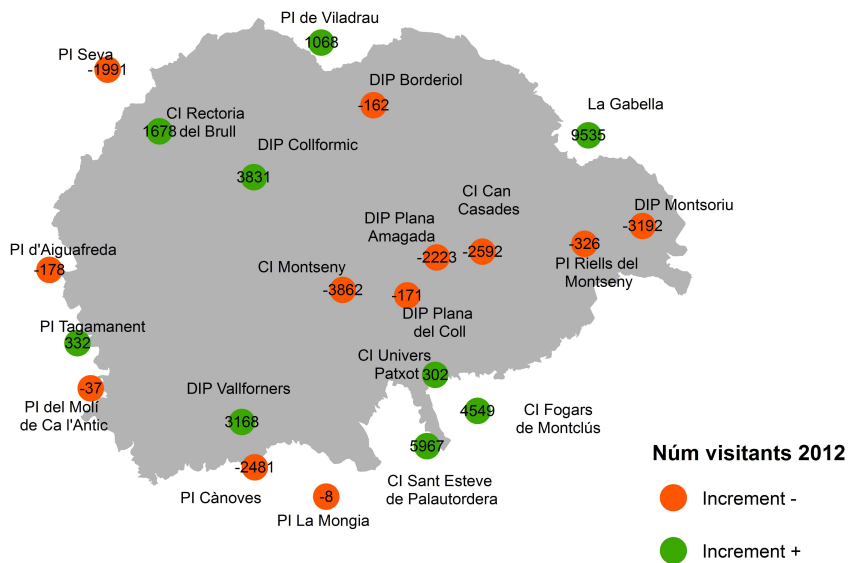 PI de Viladrau
1068
PI Seva
-1991
DIP Borderiol
-162
CI Rectoria
del Brull
1678
La Gabella
9535
DIP Collformic
3831
CI Can
Casades
-2592
DIP Montsoriu
-3192
DIP Plana
Amagada
-2223
PI d'Aiguafreda
-178
CI Montseny
-3862
-326
PI Riells del
Montseny
-171
DIP Plana
del Coll
PI Tagamanent
332
CI Univers
Patxot
302
-37
PI del Molí
de Ca l'Antic
DIP Vallforners
3168
4549
CI Fogars
de Montclús
5967
CI Sant Esteve
de Palautordera
-2481
PI Cànoves
-8
PI La Mongia
Núm visitants 2012
Increment -
Increment +